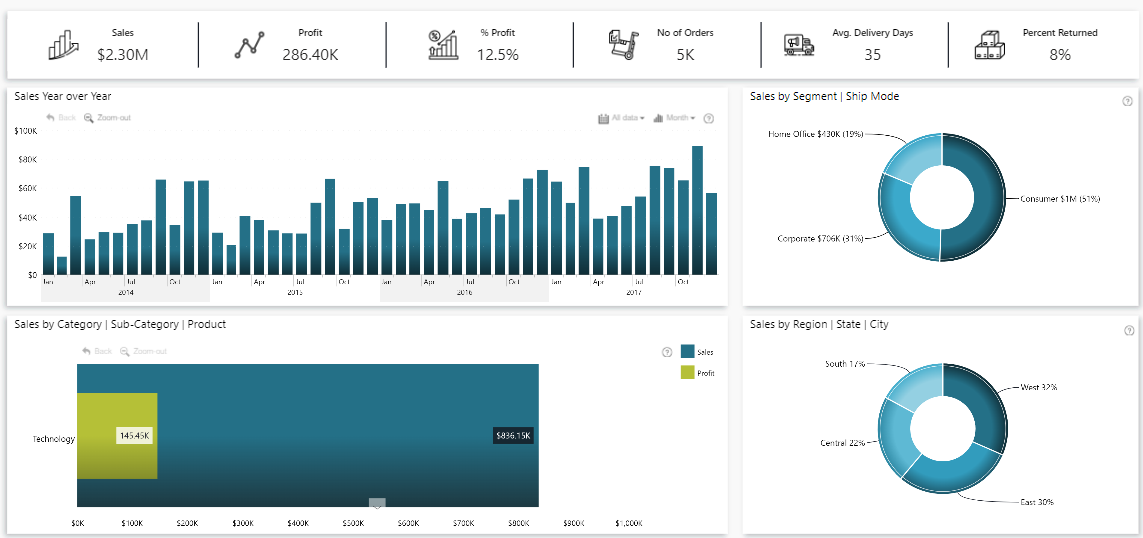 Sales
$2.30M
Profit
286.40K
% Profit
12.5%
No of Orders
5K
Avg. Delivery Days
35
Percent Returned
8%
Sales Year over Year
Back Zoom-out All data Month ?
$100K
$80K
$60K
$40K
$20K
$0
Jan Apr Jul Oct Jan Apr Jul Oct Jan Apr Jul Oct Jan Apr Jul Oct
2014 2015 2016 2017
Sales by Segment | Ship Mode
?
Home Office $430K (19%)
Consumer $1M (51%)
Corporate $706K (31%)
Sales by Category | Sub-Category | Product
Back Zoom-out ?
Sales
Profit
Technology 145.45K $836.15K
$0K $100K $200K $300K $400K $500K $600K $700K $800K $900K $1,000K
Sales by Region | State | City
?
South 17%
West 32%
Central 22%
East 30%